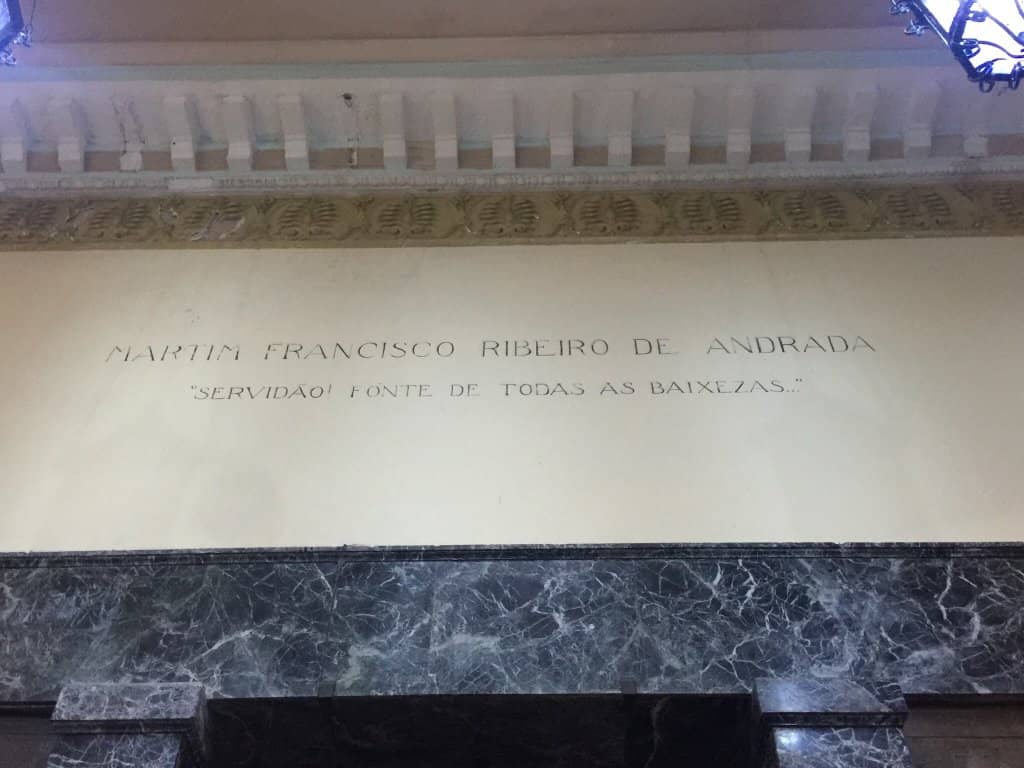 MARTIM FRANCISCO RIBEIRO DE ANDRADA
"SERVIDÃO! FONTE DE TODAS AS BAIXEZAS..."